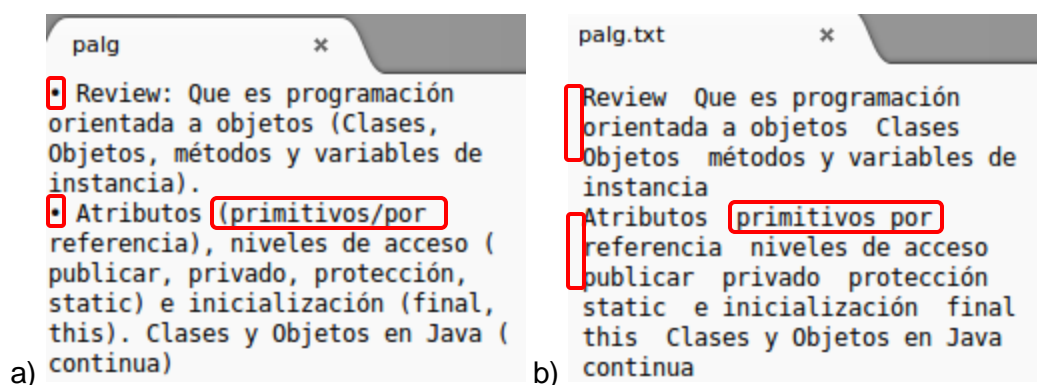 palg ×
• Review: Que es programación
orientada a objetos (Clases,
Objetos, métodos y variables de
instancia).
• Atributos (primitivos/por
referencia), niveles de acceso (
publicar, privado, protección,
static) e inicialización (final,
this). Clases y Objetos en Java (
continua)
a)
palg.txt ×
Review  Que es programación
orientada a objetos  Clases
Objetos  métodos y variables de
instancia
Atributos  primitivos por
referencia  niveles de acceso
publicar  privado  protección
static  e inicialización  final
this  Clases y Objetos en Java
continua
b)